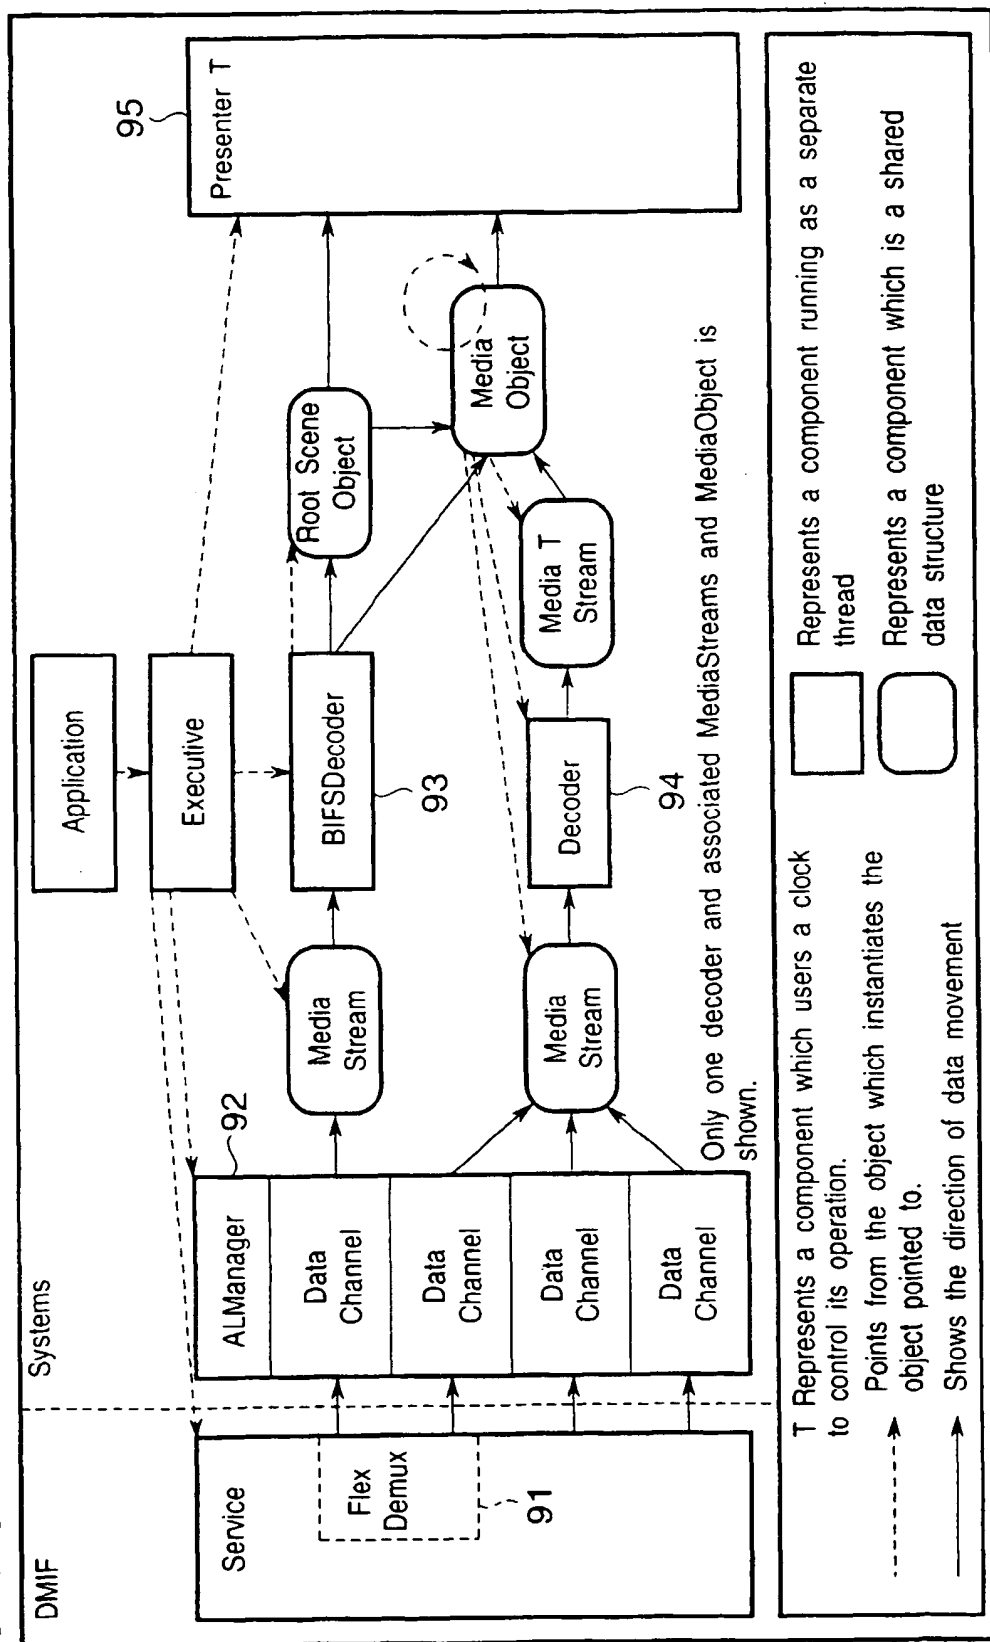 DMIF
Systems
Service
Flex
Demux
91
ALManager
92
Data
Channel
Data
Channel
Data
Channel
Data
Channel
Application
Executive
Media
Stream
BIFSDecoder
93
Root Scene
Object
Media
Stream
Decoder
94
Media T
Stream
Media
Object
Presenter T
95
Only one decoder and associated MediaStreams and MediaObject is
shown.
T Represents a component which users a clock
to control its operation.
Points from the object which instantiates the
object pointed to.
Shows the direction of data movement
Represents a component running as a separate
thread
Represents a component which is a shared
data structure